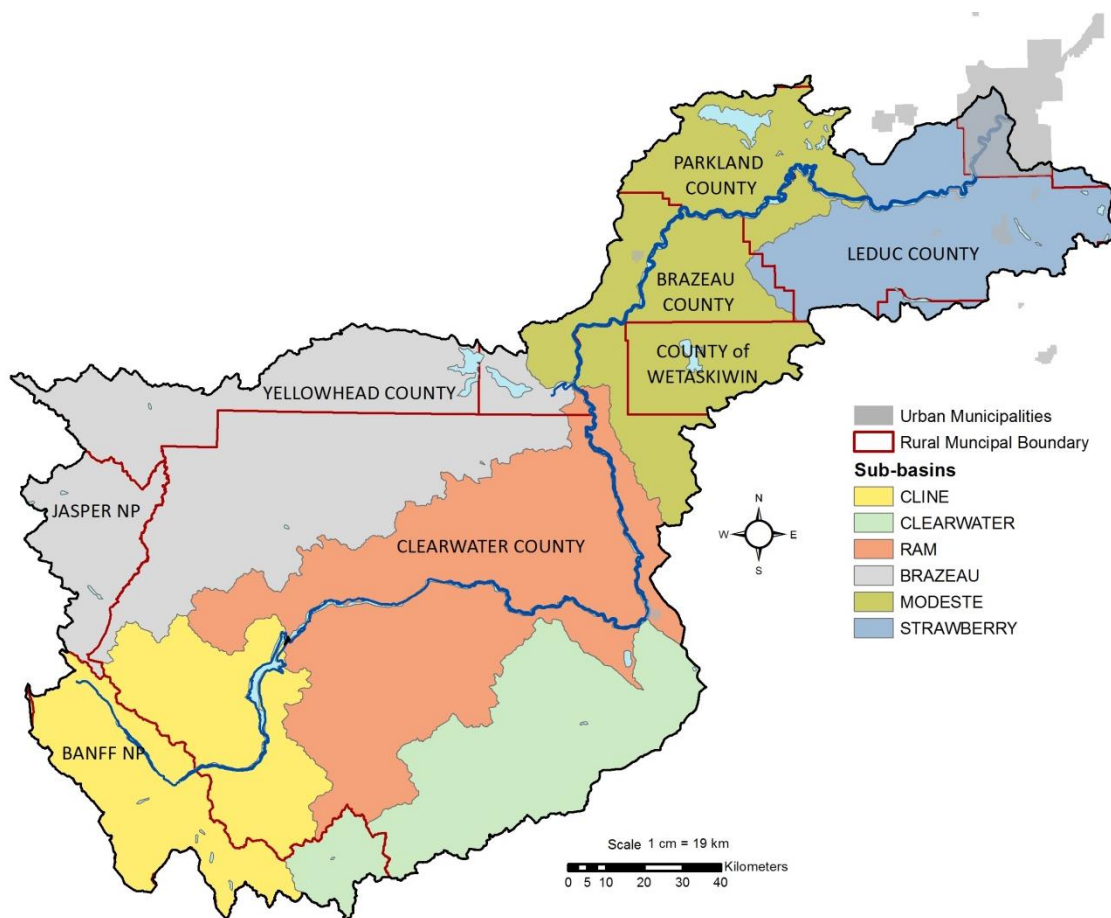 PARKLAND
COUNTY
LEDUC COUNTY
BRAZEAU
COUNTY
COUNTY of
WETASKIWIN
YELLOWHEAD COUNTY
JASPER NP
CLEARWATER COUNTY
BANFF NP
Urban Municipalities
Rural Muncipal Boundary
Sub-basins
CLINE
CLEARWATER
RAM
BRAZEAU
MODESTE
STRAWBERRY
N
W E
S
Scale 1 cm = 19 km
Kilometers
0 5 10 20 30 40